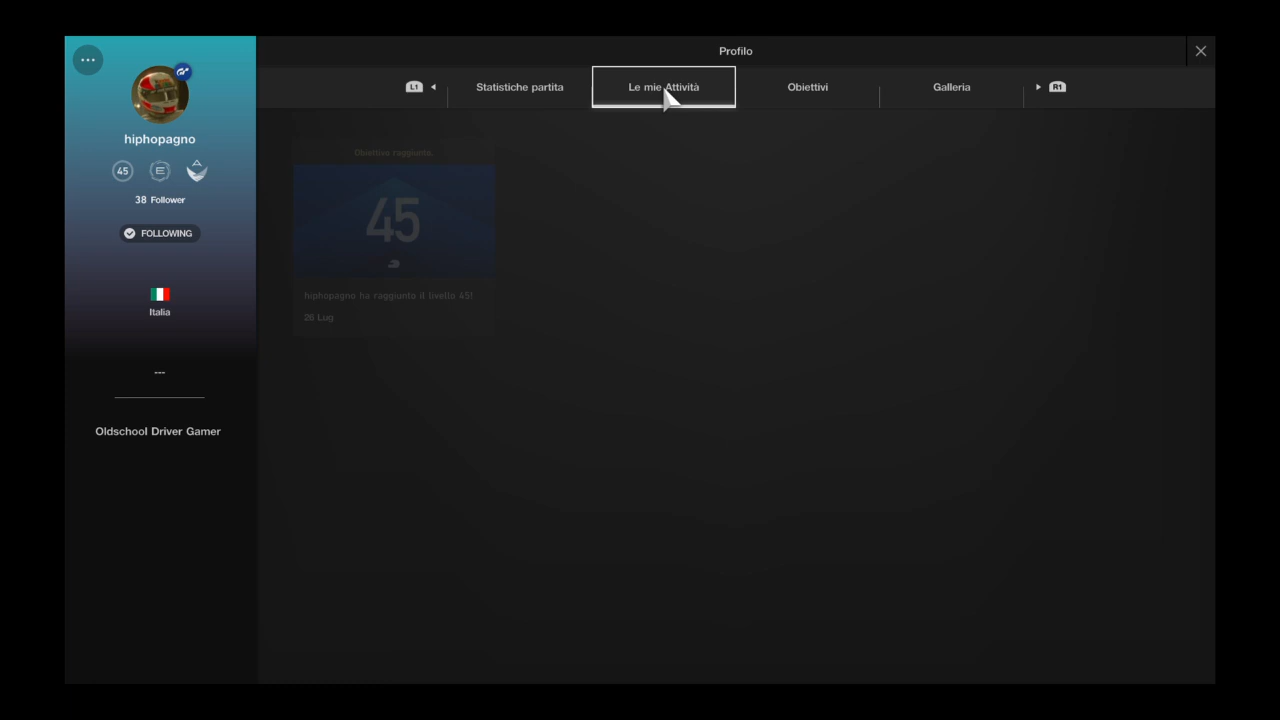 Profilo
L1
Statistiche partita
Le mie Attività
Obiettivi
Galleria
R1
hiphopagno
45
E
38 Follower
FOLLOWING
Italia
---
Oldschool Driver Gamer
Obiettivo raggiunto.
45
hiphopagno ha raggiunto il livello 45!
26 Lug